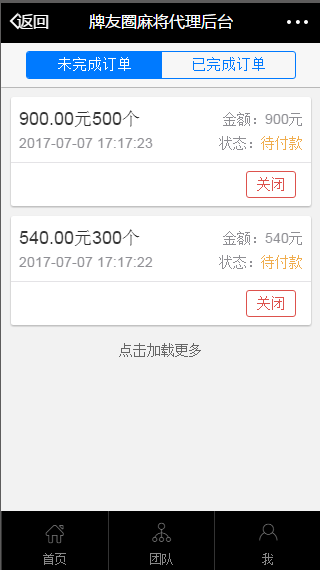 返回
牌友圈麻将代理后台
未完成订单
已完成订单
900.00元500个
金额：900元
2017-07-07 17:17:23
状态：待付款
关闭
540.00元300个
金额：540元
2017-07-07 17:17:22
状态：待付款
关闭
点击加载更多
首页
团队
我